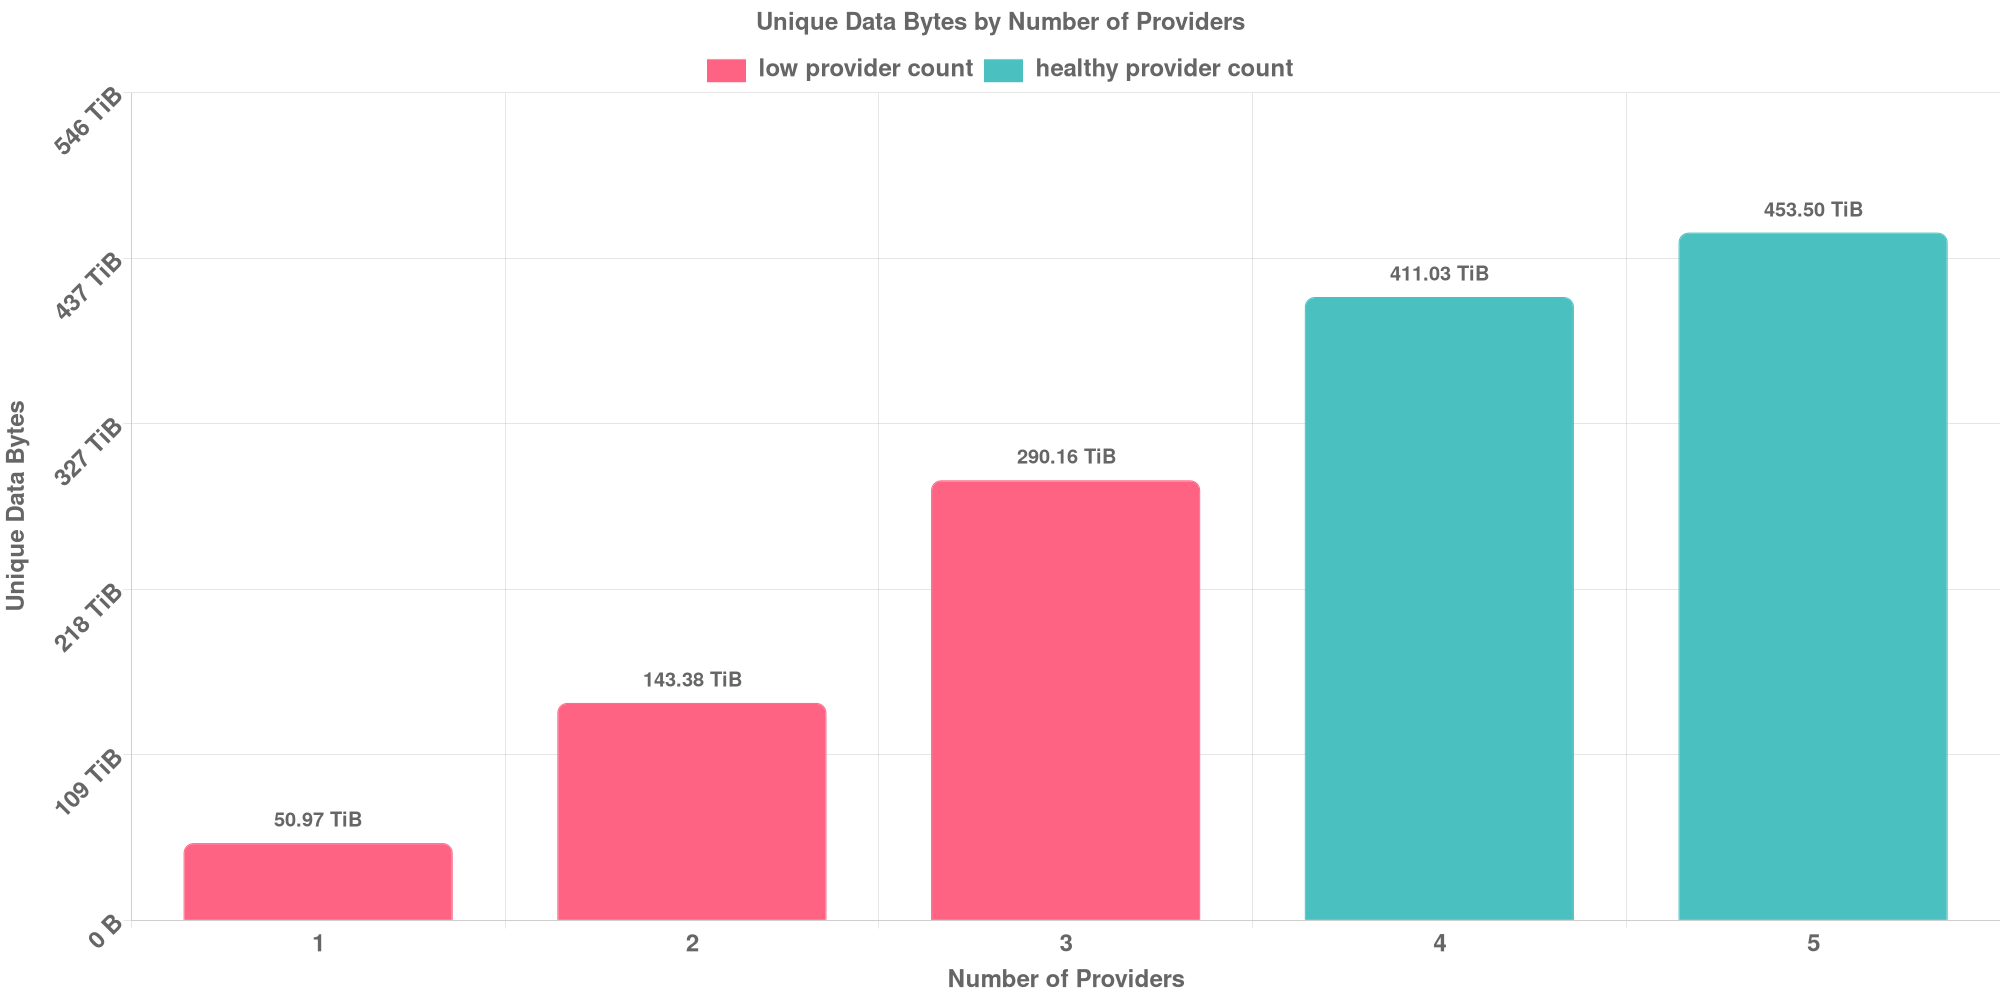 Unique Data Bytes by Number of Providers
low provider count
healthy provider count
546 TiB
437 TiB
327 TiB
218 TiB
109 TiB
0 B
Unique Data Bytes
50.97 TiB
143.38 TiB
290.16 TiB
411.03 TiB
453.50 TiB
1
2
3
4
5
Number of Providers